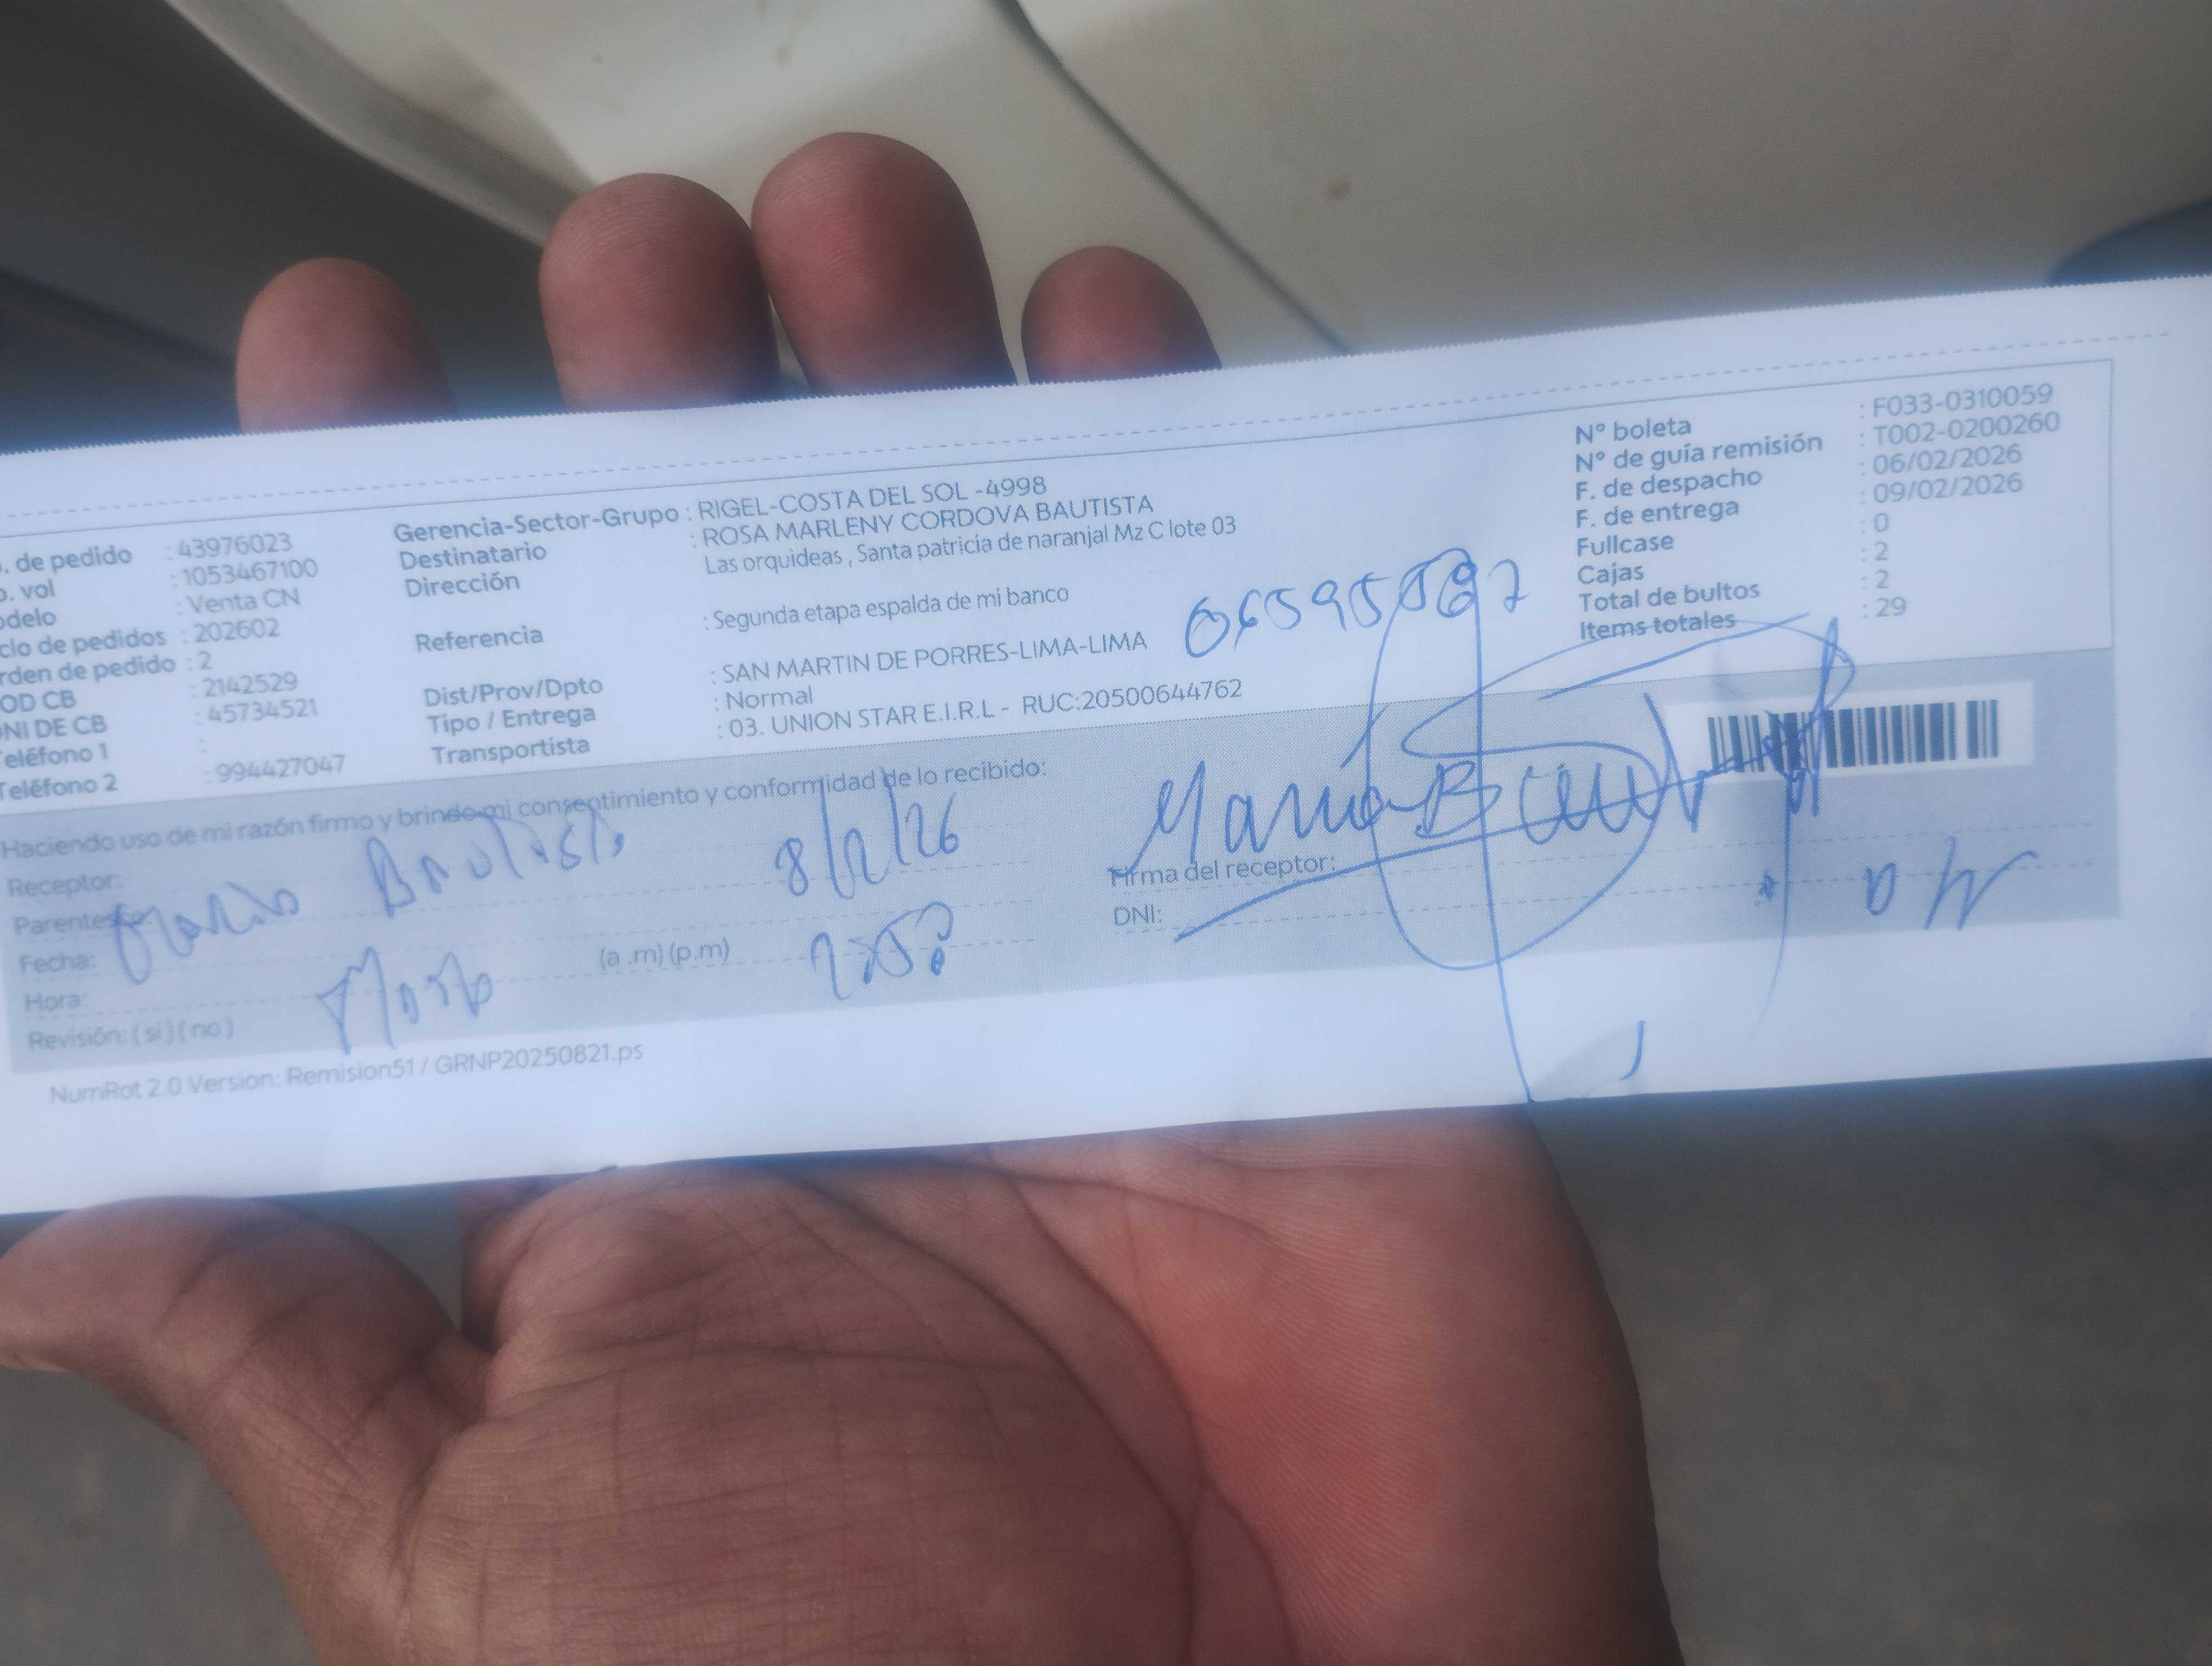 . de pedido : 43976023
. vol : 1053467100
odelo : Venta CN
clo de pedidos : 202602
rden de pedido : 2
OD CB : 2142529
NI DE CB : 45734521
eléfono 1 :
Teléfono 2 : 994427047
Gerencia-Sector-Grupo : RIGEL-COSTA DEL SOL -4998
Destinatario : ROSA MARLENY CORDOVA BAUTISTA
Dirección Las orquideas , Santa patricia de naranjal Mz C lote 03
Referencia : Segunda etapa espalda de mi banco
Dist/Prov/Dpto : SAN MARTIN DE PORRES-LIMA-LIMA
Tipo / Entrega : Normal
Transportista : 03. UNION STAR E.I.R.L - RUC:20500644762
N° boleta : F033-0310059
N° de guía remisión : T002-0200260
F. de despacho : 06/02/2026
F. de entrega : 09/02/2026
Fullcase : 0
Cajas : 2
Total de bultos : 2
Items totales : 29
Haciendo uso de mi razón firmo y brindo mi consentimiento y conformidad de lo recibido:
Receptor:
Parentesco
Maria Bautista
Fecha:
Hora: (a .m) (p.m)
Revisión: ( si ) ( no )
Maria
Firma del receptor:
DNI:
NumRot 2.0 Version: Remision51 / GRNP20250821.ps